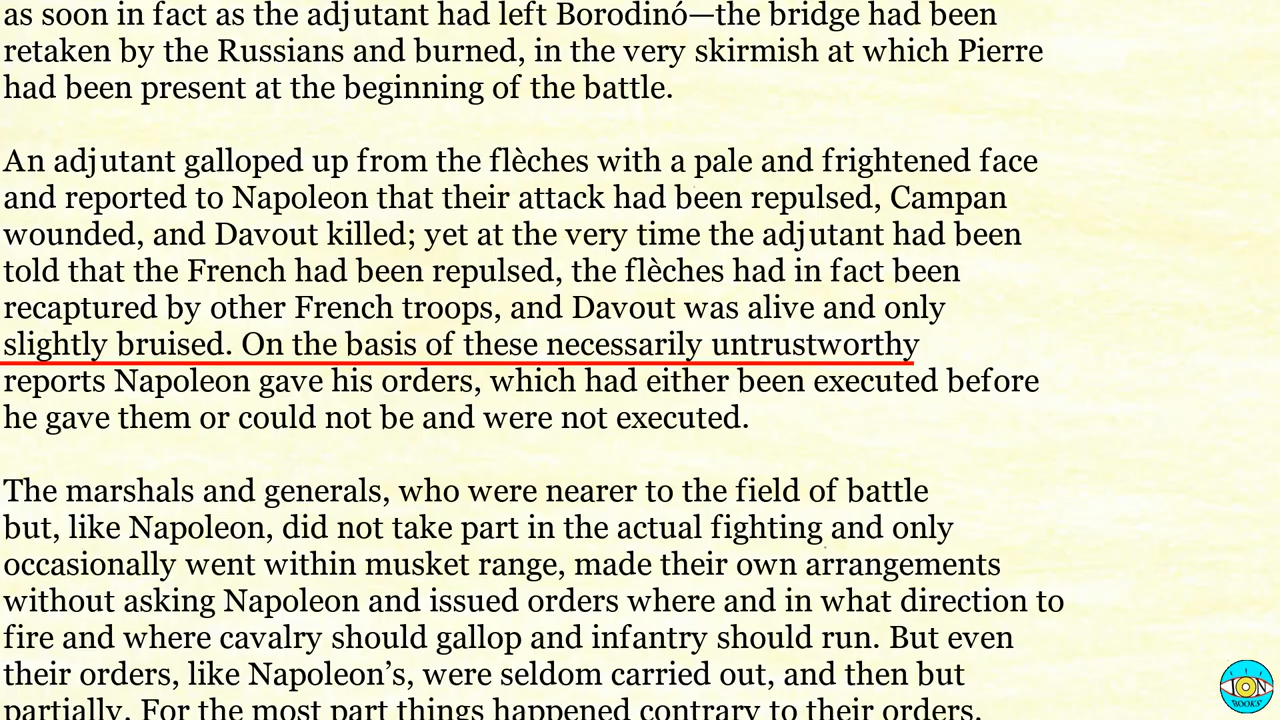 as soon in fact as the adjutant had left Borodinó—the bridge had been
retaken by the Russians and burned, in the very skirmish at which Pierre
had been present at the beginning of the battle.
An adjutant galloped up from the flèches with a pale and frightened face
and reported to Napoleon that their attack had been repulsed, Campan
wounded, and Davout killed; yet at the very time the adjutant had been
told that the French had been repulsed, the flèches had in fact been
recaptured by other French troops, and Davout was alive and only
slightly bruised. On the basis of these necessarily untrustworthy
reports Napoleon gave his orders, which had either been executed before
he gave them or could not be and were not executed.
The marshals and generals, who were nearer to the field of battle
but, like Napoleon, did not take part in the actual fighting and only
occasionally went within musket range, made their own arrangements
without asking Napoleon and issued orders where and in what direction to
fire and where cavalry should gallop and infantry should run. But even
their orders, like Napoleon’s, were seldom carried out, and then but
partially. For the most part things happened contrary to their orders.
ION
BOOKS